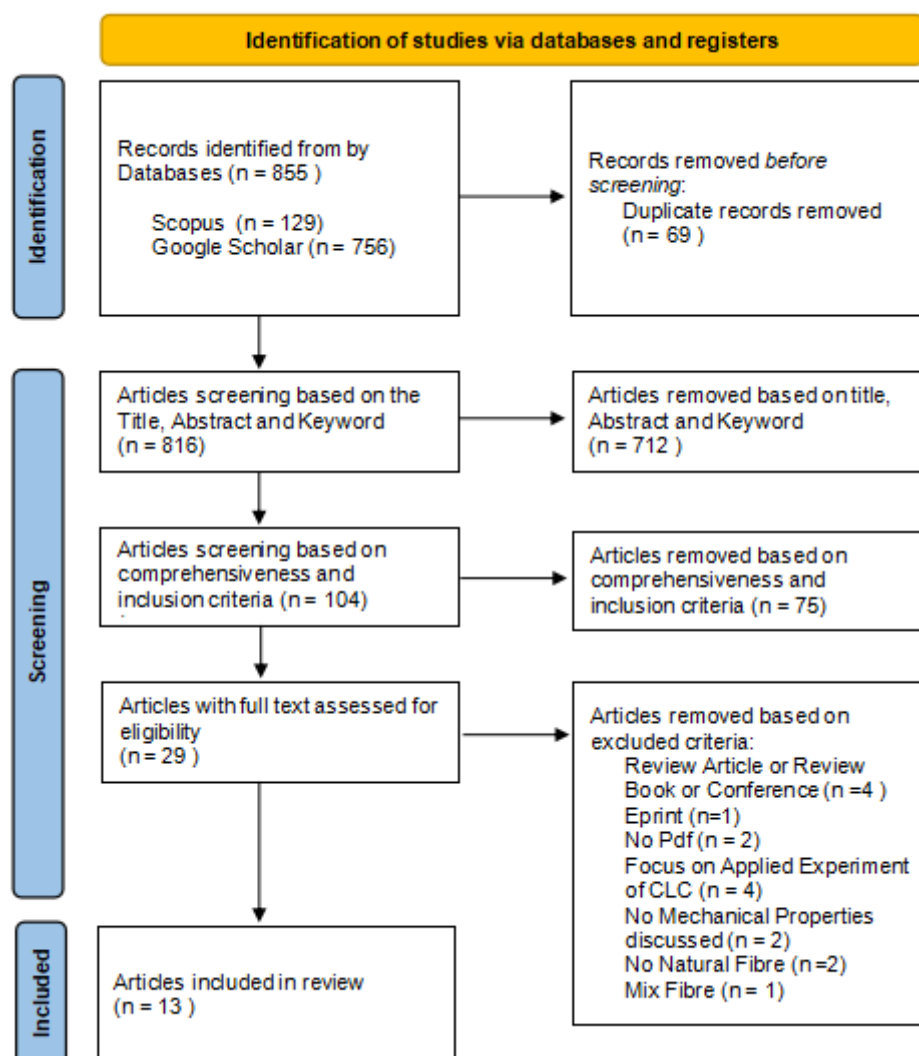 Identification of studies via databases and registers
Identification
Records identified from by
Databases (n = 855 )
Scopus (n = 129)
Google Scholar (n = 756)
Records removed before
screening:
Duplicate records removed
(n = 69 )
Screening
Articles screening based on the
Title, Abstract and Keyword
(n = 816)
Articles removed based on title,
Abstract and Keyword
(n = 712 )
Articles screening based on
comprehensiveness and
inclusion criteria (n = 104)
Articles removed based on
comprehensiveness and
inclusion criteria (n = 75)
Articles with full text assessed for
eligibility
(n = 29 )
Articles removed based on
excluded criteria:
Review Article or Review
Book or Conference (n =4 )
Eprint (n=1)
No Pdf (n = 2)
Focus on Applied Experiment
of CLC (n = 4)
No Mechanical Properties
discussed (n = 2)
No Natural Fibre (n =2)
Mix Fibre (n = 1)
Included
Articles included in review
(n = 13 )